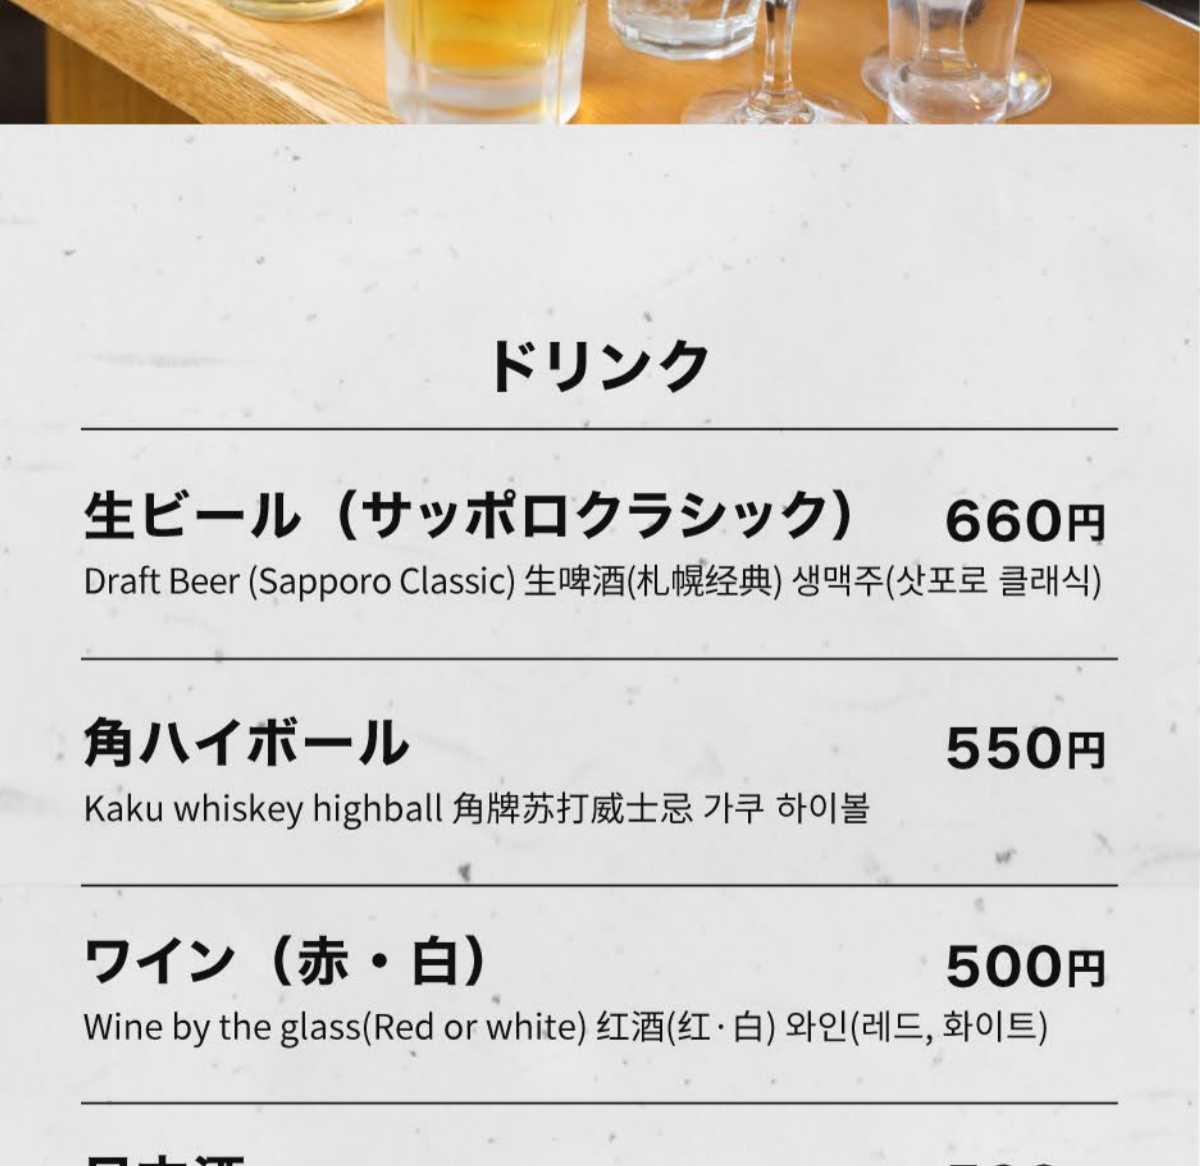 ドリンク
生ビール（サッポロクラシック） 660円
Draft Beer (Sapporo Classic) 生啤酒(札幌经典) 생맥주(삿포로 클래식)
角ハイボール 550円
Kaku whiskey highball 角牌苏打威士忌 가쿠 하이볼
ワイン（赤・白） 500円
Wine by the glass(Red or white) 红酒(红·白) 와인(레드, 화이트)